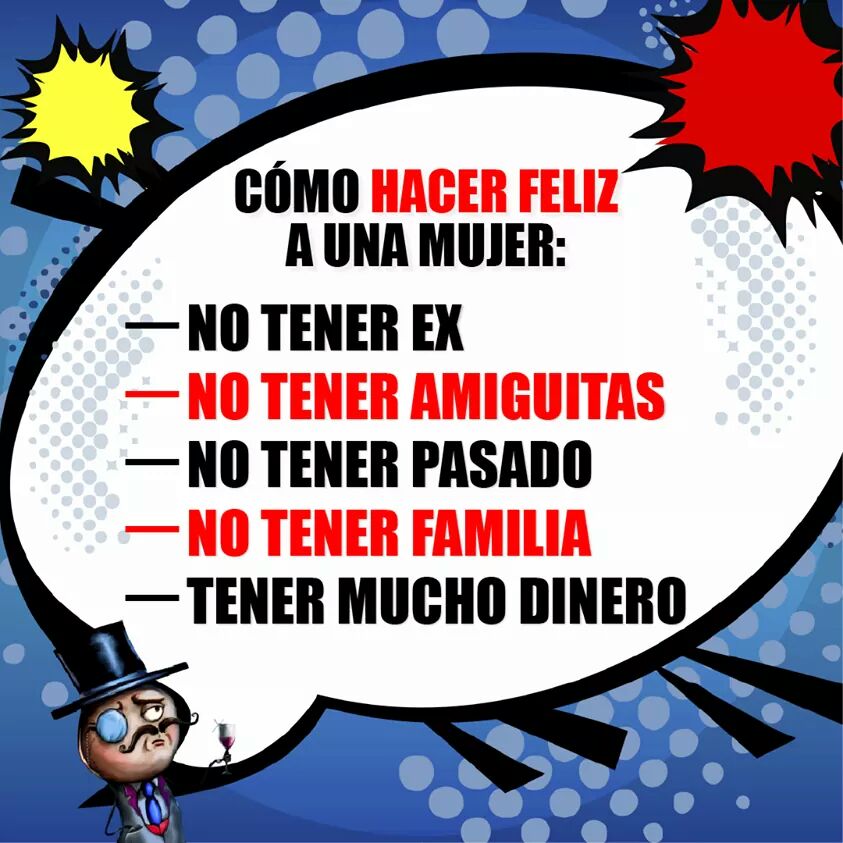 CÓMO HACER FELIZ
A UNA MUJER:
— NO TENER EX
— NO TENER AMIGUITAS
— NO TENER PASADO
— NO TENER FAMILIA
— TENER MUCHO DINERO